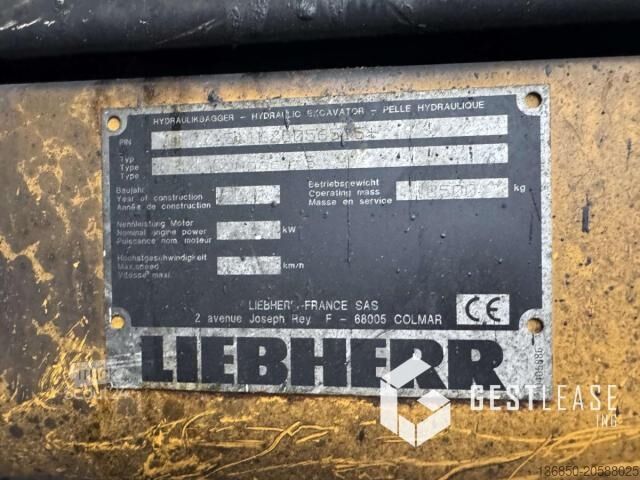 HYDRAULIKBAGGER - HYDRAULIC EXCAVATOR - PELLE HYDRAULIQUE
PIN
Typ
Type
Type
Baujahr
Year of construction
Année de construction
Betriebsgewicht
Operating mass
Masse en service
kg
Nennleistung Motor
Nominal engine power
Puissance nom. moteur
kW
Höchstgeschwindigkeit
Max.speed
Vitesse maxi.
km/h
LIEBHERR-FRANCE SAS
2 avenue Joseph Rey F - 68005 COLMAR
CE
LIEBHERR
GESTLEASE
INC
136850-20588025